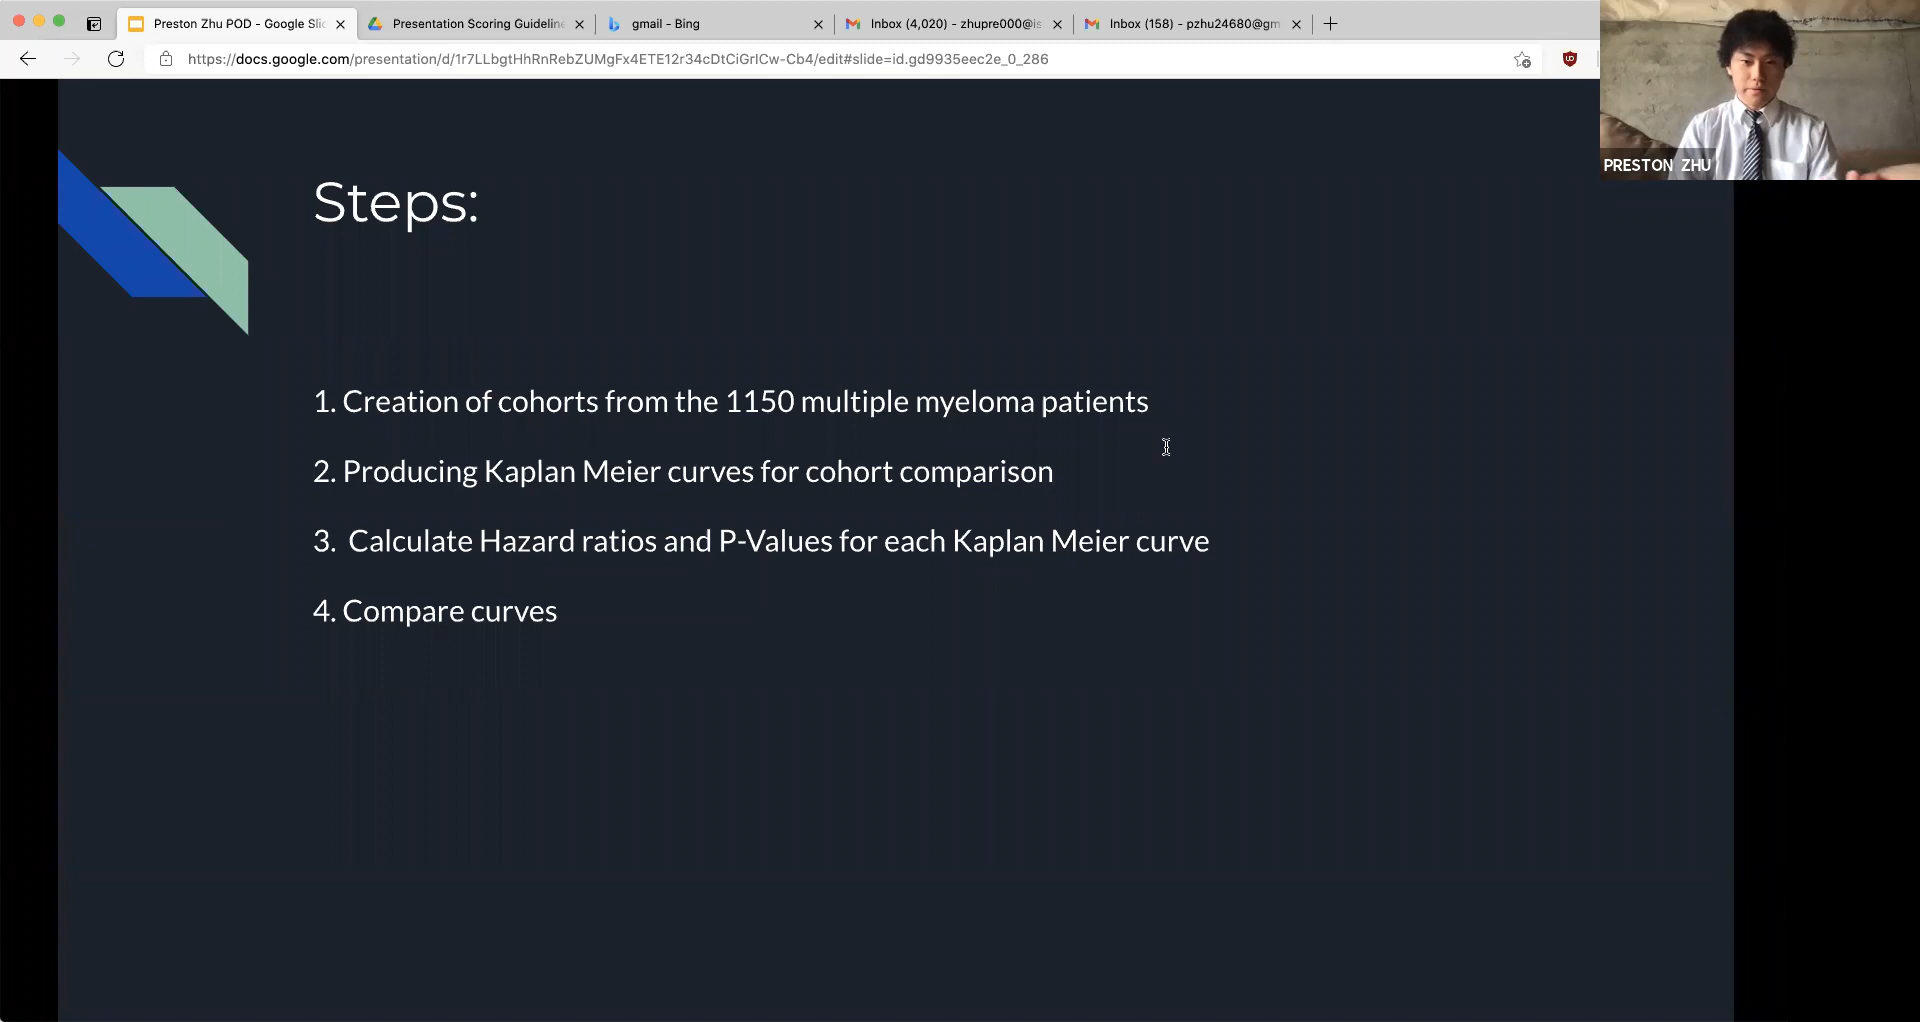 Preston Zhu POD - Google Slic
Presentation Scoring Guideline
gmail - Bing
Inbox (4,020) - zhupre000@is
Inbox (158) - pzhu24680@gm
https://docs.google.com/presentation/d/1r7LLbgtHhRnRebZUMgFx4ETE12r34cDtCiGrICw-Cb4/edit#slide=id.gd9935eec2e_0_286
PRESTON ZHU
Steps:
1. Creation of cohorts from the 1150 multiple myeloma patients
2. Producing Kaplan Meier curves for cohort comparison
3. Calculate Hazard ratios and P-Values for each Kaplan Meier curve
4. Compare curves